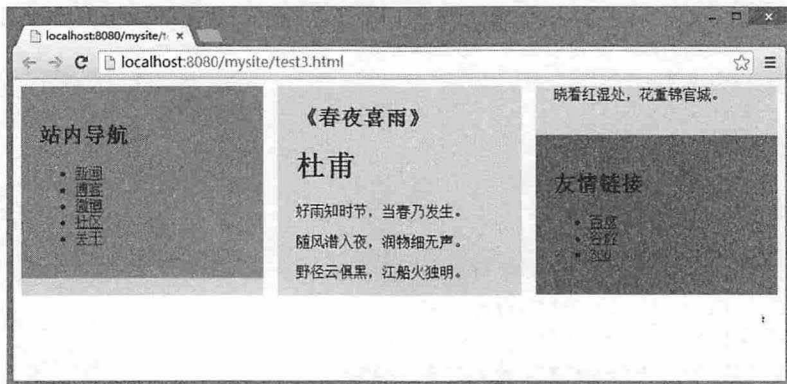 localhost:8080/mysite/t
localhost:8080/mysite/test3.html
站内导航
新闻
博客
微博
社区
关于
《春夜喜雨》
杜甫
好雨知时节，当春乃发生。
随风潜入夜，润物细无声。
野径云俱黑，江船火独明。
晓看红湿处，花重锦官城。
友情链接
百度
谷歌
360